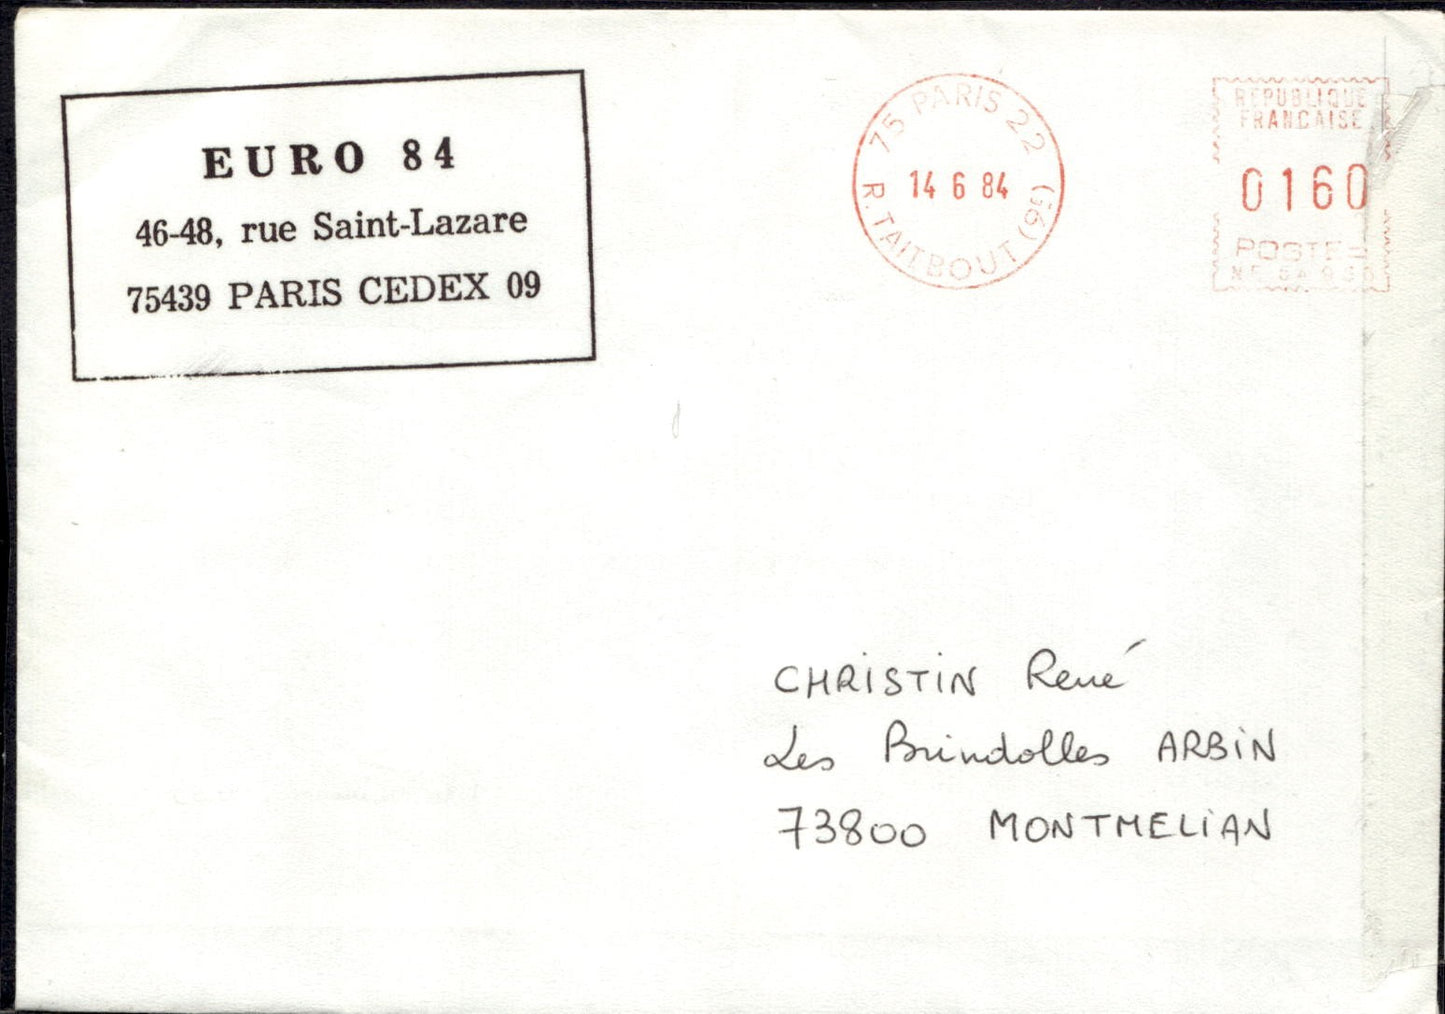 EURO 84
46-48, rue Saint-Lazare
75439 PARIS CEDEX 09
75 PARIS 22
14 6 84
R. TAITBOUT (9E)
REPUBLIQUE
FRANCAISE
0160
POSTE
CHRISTIN René
Les Brindolles ARBIN
73800 MONTMELIAN